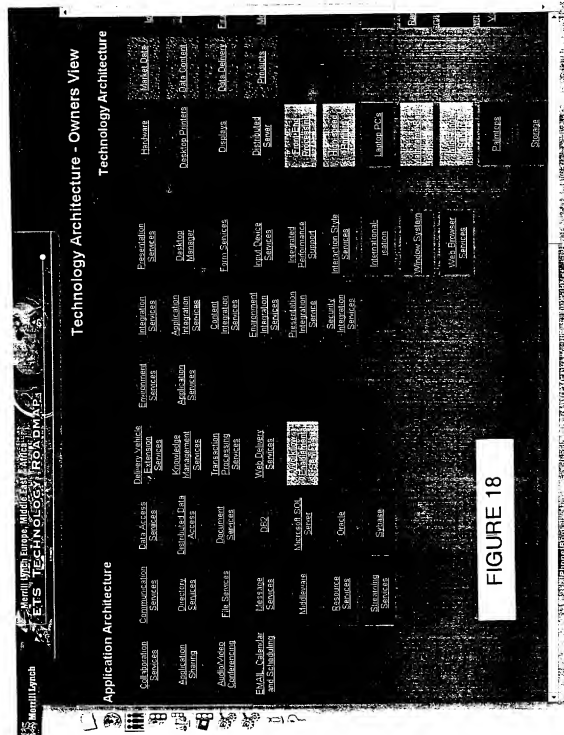 Merrill Lynch
Merrill Lynch Europe, Middle East & Africa
ETS TECHNOLOGY ROADMAP
Technology Architecture - Owners View
Application Architecture
Technology Architecture
Collaboration
Services
Application
Sharing
Audio/Video
Conferencing
EMAIL, Calendar
and Scheduling
Communication
Services
Directory
Services
File Services
Message
Services
Middleware
Resource
Services
Streaming
Services
Data Access
Services
Distributed Data
Access
Document
Services
DB2
Microsoft SQL
Server
Oracle
Sybase
Delivery Vehicle
Extension
Services
Knowledge
Management
Services
Transaction
Processing
Services
Web Delivery
Services
Environment
Services
Application
Services
Integration
Services
Application
Integration
Services
Content
Integration
Services
Environment
Integration
Services
Presentation
Integration
Service
Security
Integration
Services
Presentation
Services
Desktop
Manager
Form Services
Input Device
Services
Integrated
Performance
Support
Interaction Style
Services
International-
isation
Window System
Web Browser
Services
Hardware
Desktop Printers
Displays
Distributed
Server
Laptop PCs
Palmtops
Storage
Market Data
Data Content
Data Delivery
Products
FIGURE 18